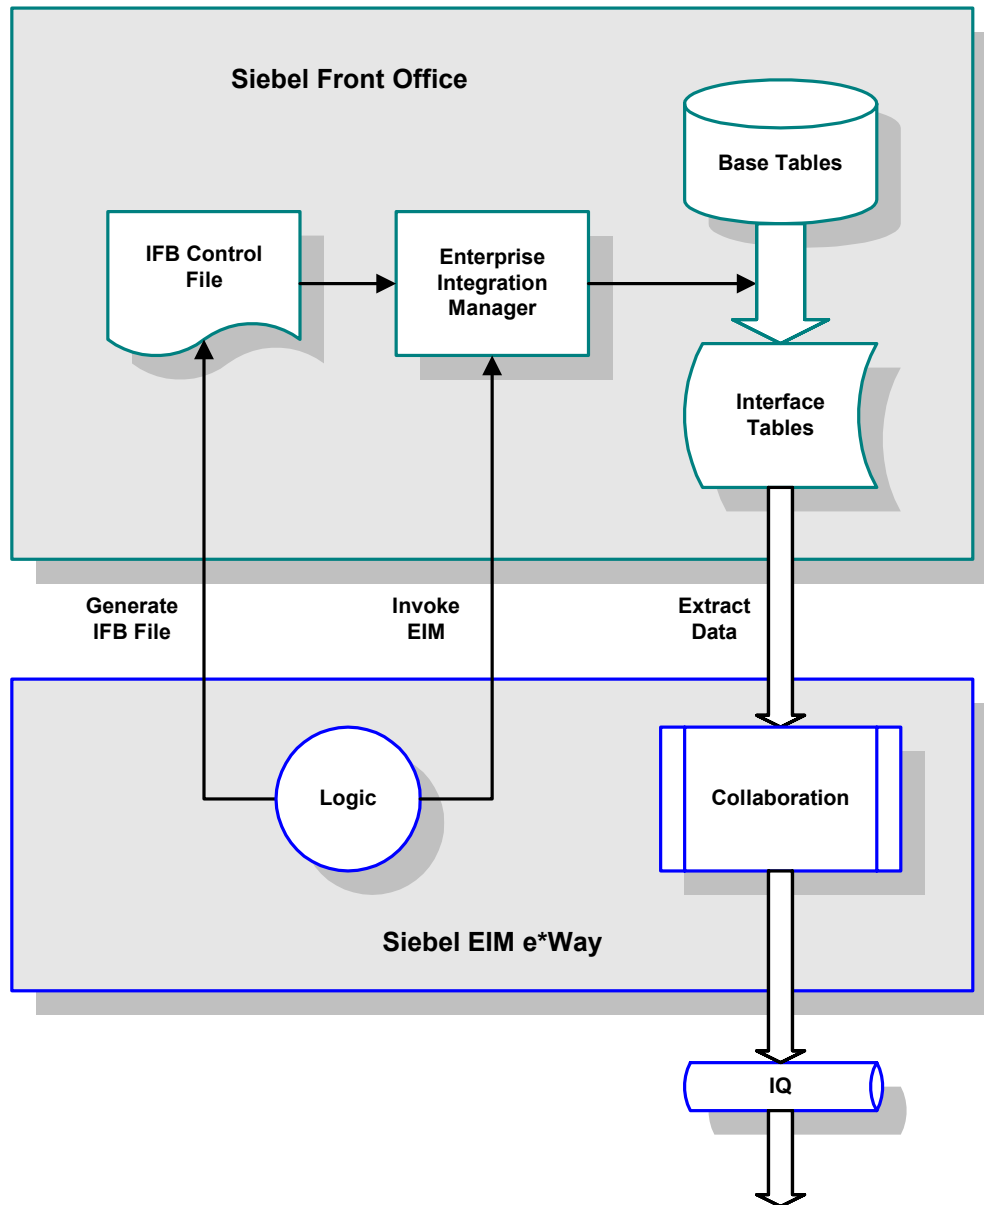 Siebel Front Office
Base Tables
IFB Control
File
Enterprise
Integration
Manager
Interface
Tables
Generate
IFB File
Invoke
EIM
Extract
Data
Logic
Collaboration
Siebel EIM e*Way
IQ